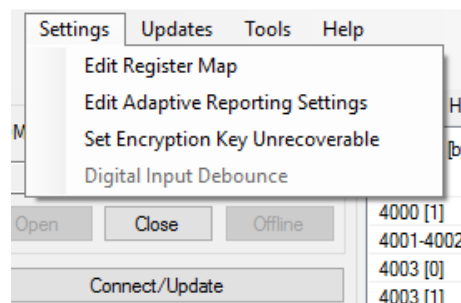 Settings Updates Tools Help
Edit Register Map
Edit Adaptive Reporting Settings
H
Set Encryption Key Unrecoverable
M
[b
Digital Input Debounce
Open Close Offline
4000 [1]
4001-4002
Connect/Update
4003 [0]
4003 [1]